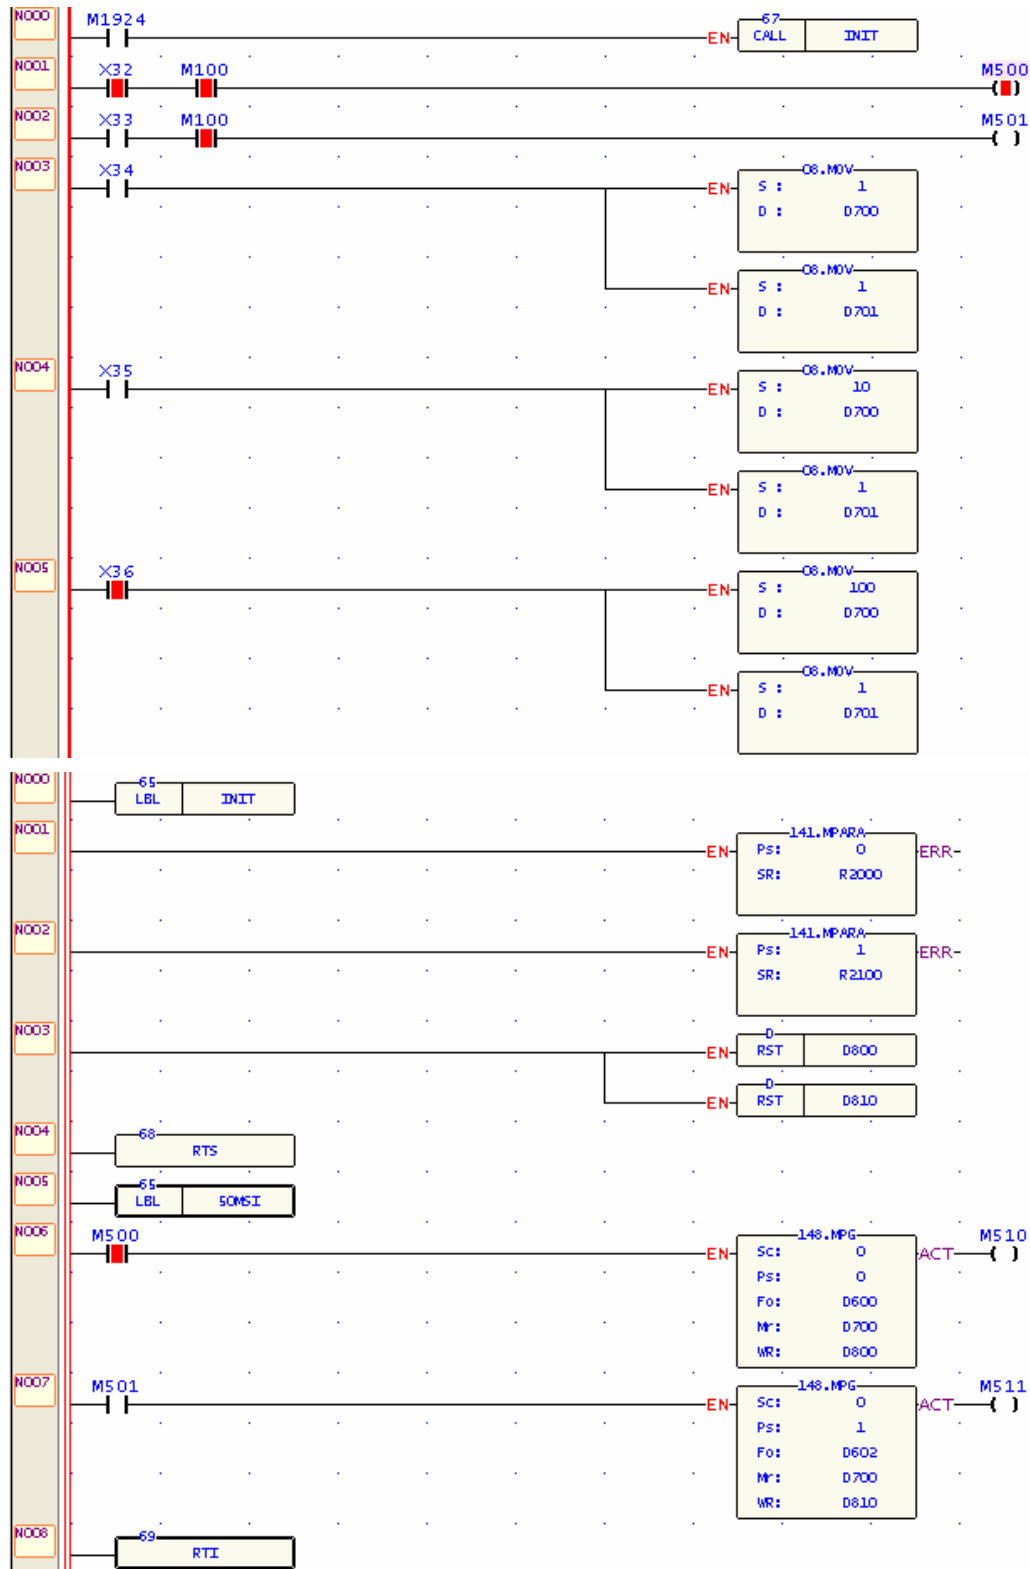 N000
M1924
EN
67
CALL INIT
N001
X32 M100 M500
N002
X33 M100 M501
N003
X34
EN
08.MOV
S : 1
D : D700
EN
08.MOV
S : 1
D : D701
N004
X35
EN
08.MOV
S : 10
D : D700
EN
08.MOV
S : 1
D : D701
N005
X36
EN
08.MOV
S : 100
D : D700
EN
08.MOV
S : 1
D : D701
N000
65
LBL INIT
N001
141.MPARA
EN Ps: 0 ERR
SR: R2000
N002
141.MPARA
EN Ps: 1 ERR
SR: R2100
N003
D
EN RST D800
D
EN RST D810
N004
68
RTS
N005
65
LBL 50MSI
N006
M500
148.MPG
M510
EN Sc: 0 ACT
Ps: 0
Fo: D600
Mr: D700
WR: D800
N007
M501
148.MPG
M511
EN Sc: 0 ACT
Ps: 1
Fo: D602
Mr: D700
WR: D810
N008
69
RTI